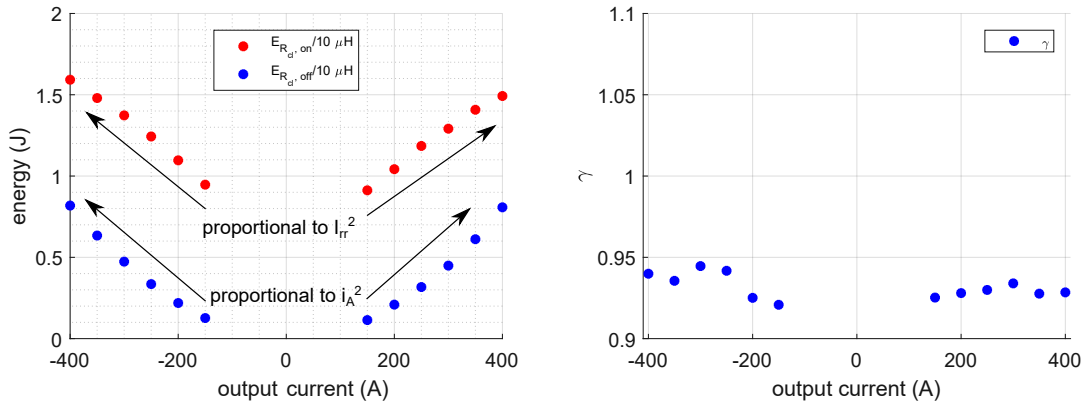 2
1.5
1
0.5
0
-400 -200 0 200 400
output current (A)
energy (J)
E_{R_{cl}, on}/10 μH
E_{R_{cl}, off}/10 μH
proportional to I_{rr}^2
proportional to i_A^2
1.1
1.05
1
0.95
0.9
-400 -200 0 200 400
output current (A)
γ
γ